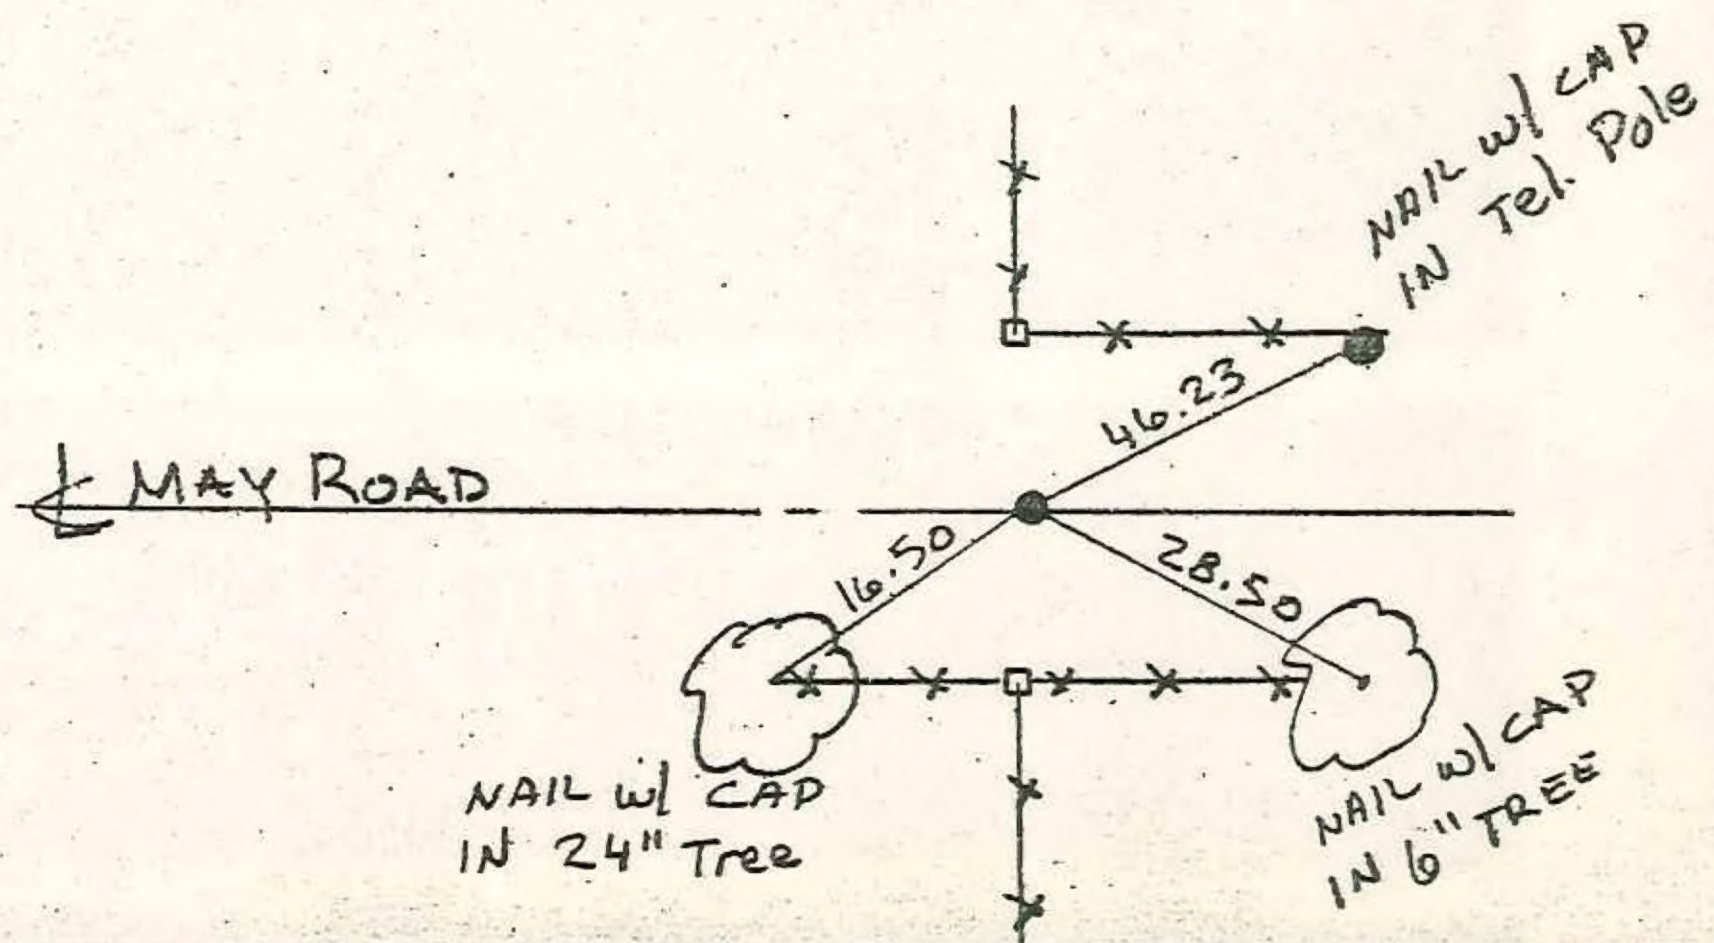 NAIL w/ CAP
IN Tel. Pole
46.23
MAY ROAD
16.50
28.50
NAIL w/ CAP
IN 24" Tree
NAIL w/ CAP
IN 6" TREE